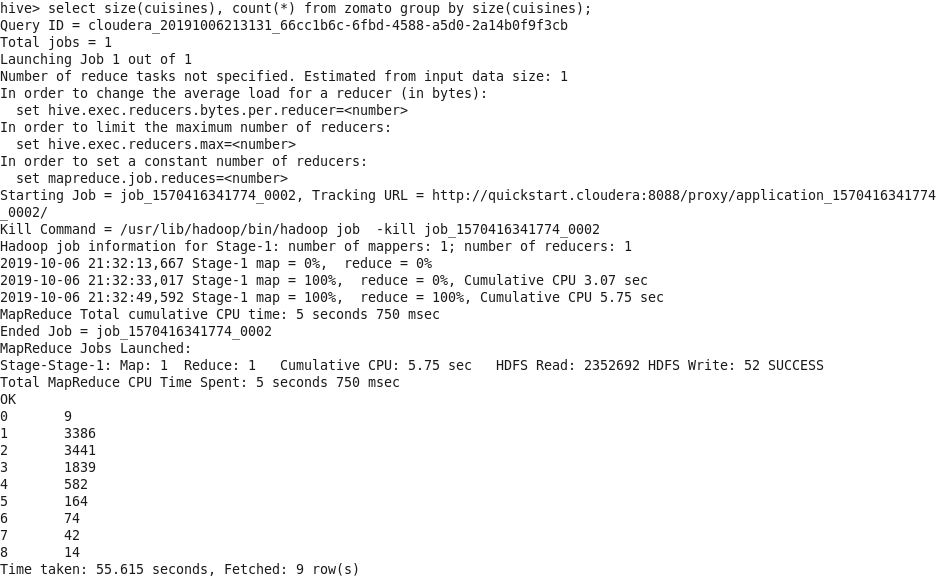 hive> select size(cuisines), count(*) from zomato group by size(cuisines);
Query ID = cloudera_20191006213131_66cc1b6c-6fbd-4588-a5d0-2a14b0f9f3cb
Total jobs = 1
Launching Job 1 out of 1
Number of reduce tasks not specified. Estimated from input data size: 1
In order to change the average load for a reducer (in bytes):
  set hive.exec.reducers.bytes.per.reducer=<number>
In order to limit the maximum number of reducers:
  set hive.exec.reducers.max=<number>
In order to set a constant number of reducers:
  set mapreduce.job.reduces=<number>
Starting Job = job_1570416341774_0002, Tracking URL = http://quickstart.cloudera:8088/proxy/application_1570416341774
_0002/
Kill Command = /usr/lib/hadoop/bin/hadoop job  -kill job_1570416341774_0002
Hadoop job information for Stage-1: number of mappers: 1; number of reducers: 1
2019-10-06 21:32:13,667 Stage-1 map = 0%,  reduce = 0%
2019-10-06 21:32:33,017 Stage-1 map = 100%,  reduce = 0%, Cumulative CPU 3.07 sec
2019-10-06 21:32:49,592 Stage-1 map = 100%,  reduce = 100%, Cumulative CPU 5.75 sec
MapReduce Total cumulative CPU time: 5 seconds 750 msec
Ended Job = job_1570416341774_0002
MapReduce Jobs Launched:
Stage-Stage-1: Map: 1  Reduce: 1   Cumulative CPU: 5.75 sec   HDFS Read: 2352692 HDFS Write: 52 SUCCESS
Total MapReduce CPU Time Spent: 5 seconds 750 msec
OK
0       9
1       3386
2       3441
3       1839
4       582
5       164
6       74
7       42
8       14
Time taken: 55.615 seconds, Fetched: 9 row(s)